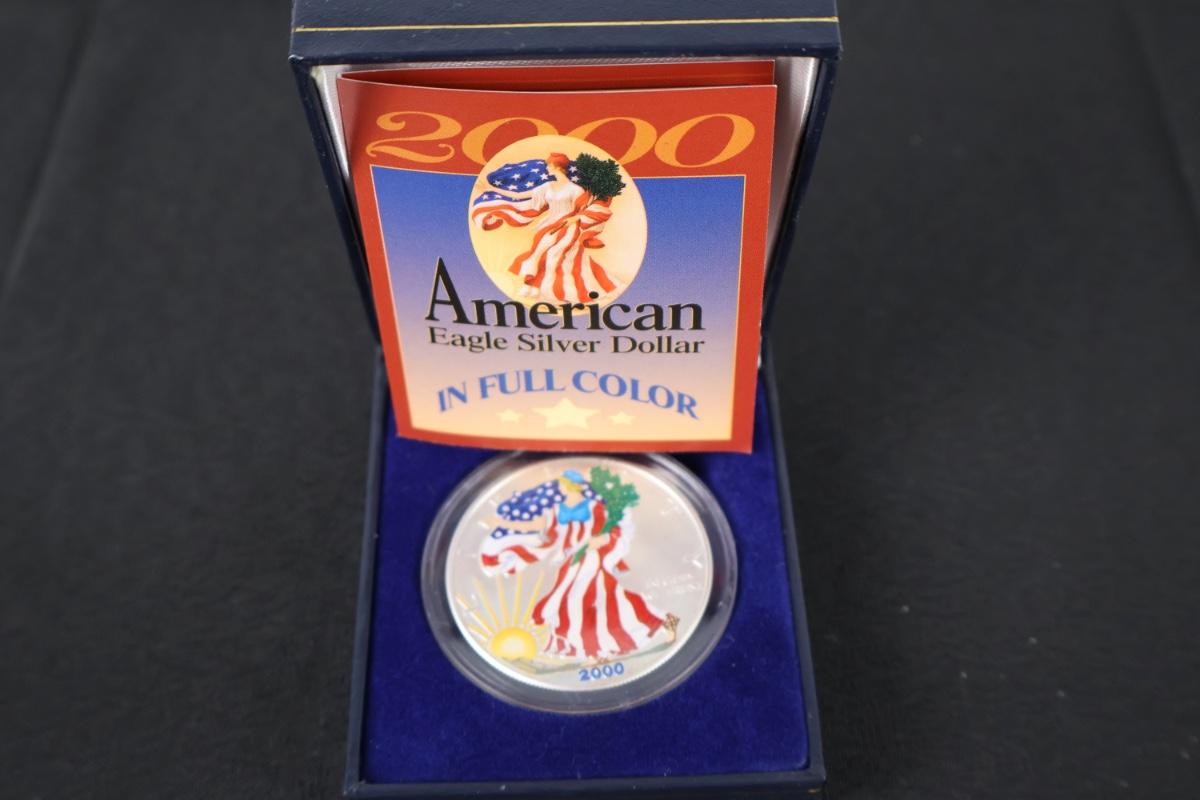 2000
American
Eagle Silver Dollar
IN FULL COLOR
2000